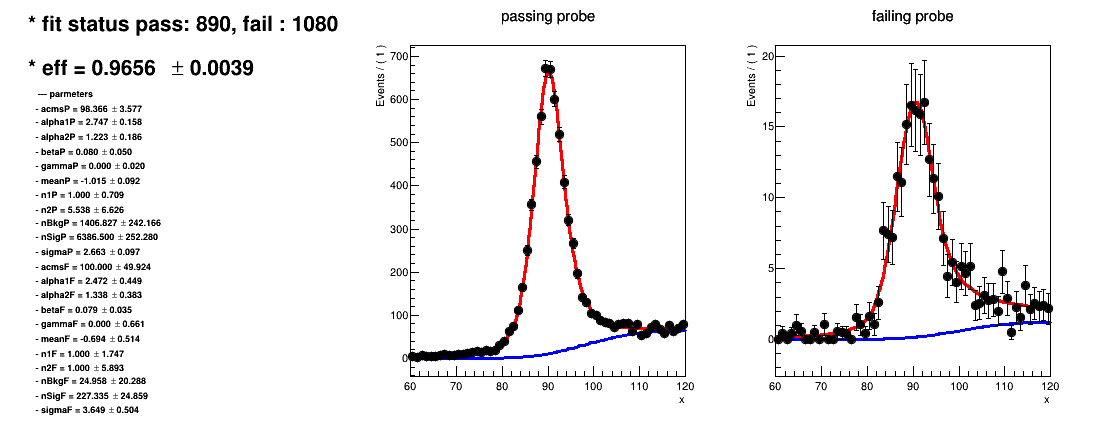 * fit status pass: 890, fail : 1080
* eff = 0.9656 ± 0.0039
--- parmeters
- acmsP = 98.366 ± 3.577
- alpha1P = 2.747 ± 0.158
- alpha2P = 1.223 ± 0.186
- betaP = 0.080 ± 0.050
- gammaP = 0.000 ± 0.020
- meanP = -1.015 ± 0.092
- n1P = 1.000 ± 0.709
- n2P = 5.538 ± 6.626
- nBkgP = 1406.827 ± 242.166
- nSigP = 6386.500 ± 252.280
- sigmaP = 2.663 ± 0.097
- acmsF = 100.000 ± 49.924
- alpha1F = 2.472 ± 0.449
- alpha2F = 1.338 ± 0.383
- betaF = 0.079 ± 0.035
- gammaF = 0.000 ± 0.661
- meanF = -0.694 ± 0.514
- n1F = 1.000 ± 1.747
- n2F = 1.000 ± 5.893
- nBkgF = 24.958 ± 20.288
- nSigF = 227.335 ± 24.859
- sigmaF = 3.649 ± 0.504
passing probe
Events / ( 1 )
700
600
500
400
300
200
100
0
60 70 80 90 100 110 120
x
failing probe
Events / ( 1 )
20
15
10
5
0
60 70 80 90 100 110 120
x